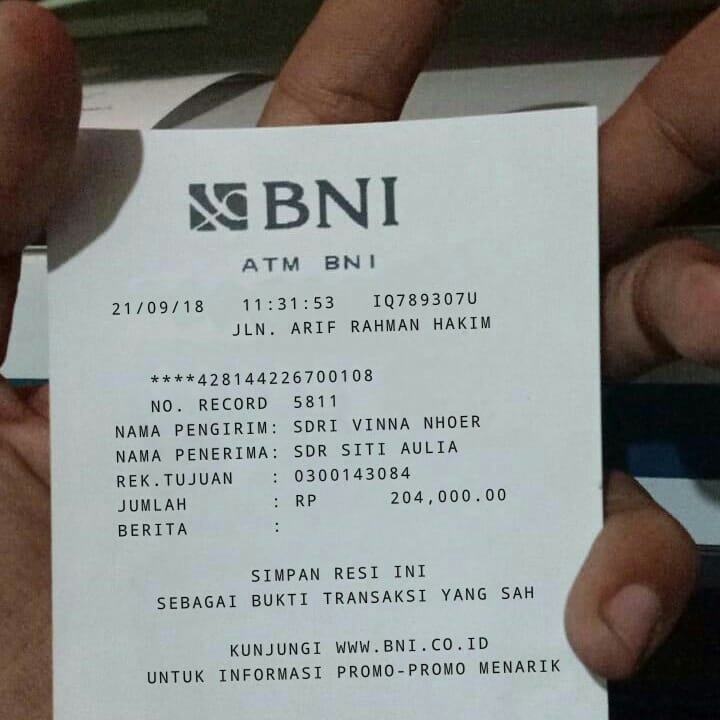 BNI
ATM BNI
21/09/18 11:31:53 IQ789307U
JLN. ARIF RAHMAN HAKIM
****428144226700108
NO. RECORD 5811
NAMA PENGIRIM: SDRI VINNA NHOER
NAMA PENERIMA: SDR SITI AULIA
REK.TUJUAN : 0300143084
JUMLAH : RP 204,000.00
BERITA :
SIMPAN RESI INI
SEBAGAI BUKTI TRANSAKSI YANG SAH
KUNJUNGI WWW.BNI.CO.ID
UNTUK INFORMASI PROMO-PROMO MENARIK